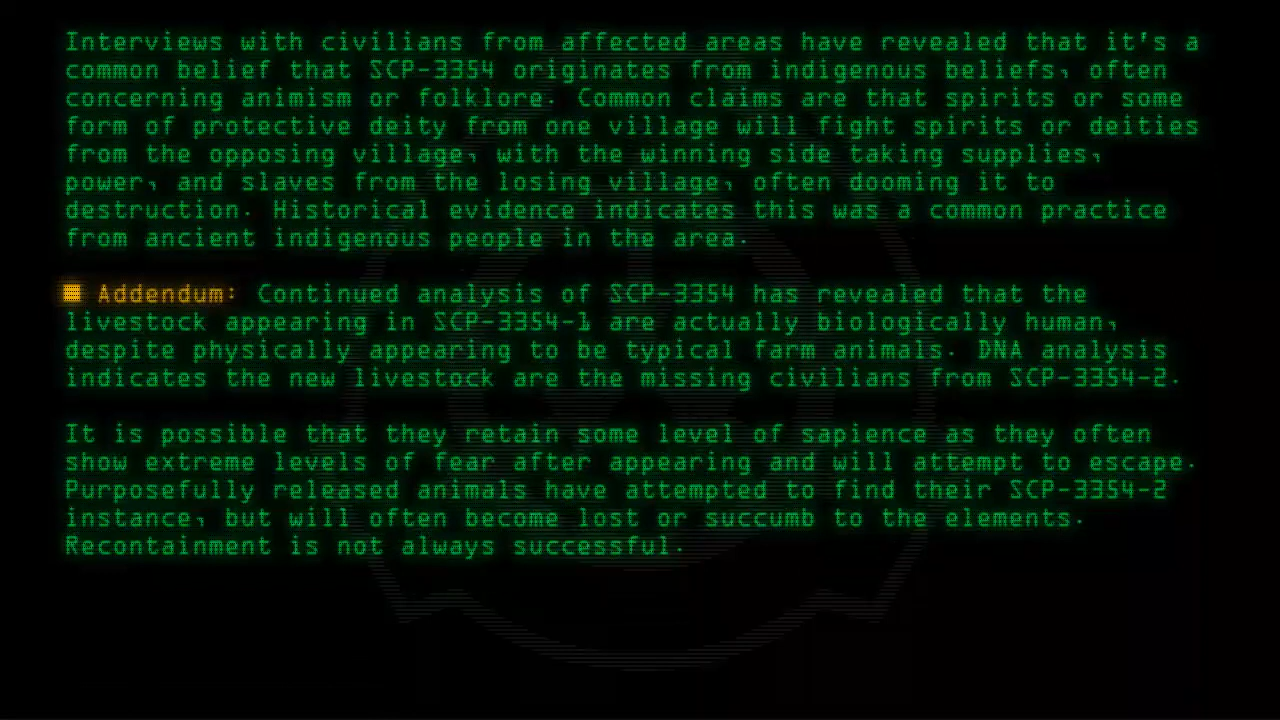 Interviews with civilians from affected areas have revealed that it's a
common belief that SCP-3354 originates from indigenous beliefs, often
concerning animism or folklore. Common claims are that spirits or some
form of protective deity from one village will fight spirits or deities
from the opposing village, with the winning side taking supplies,
power, and slaves from the losing village, often dooming it to
destruction. Historical evidence indicates this was a common practice
from ancient indigenous people in the area.
■ Addendum: Continued analysis of SCP-3354 has revealed that the
livestock appearing in SCP-3354-1 are actually biologically human,
despite physically appearing to be typical farm animals. DNA analysis
indicates the new livestock are the missing civilians from SCP-3354-2.
It is possible that they retain some level of sapience as they often
show extreme levels of fear after appearing and will attempt to escape.
Purposefully released animals have attempted to find their SCP-3354-2
instance, but will often become lost or succumb to the elements.
Recontainment is not always successful.